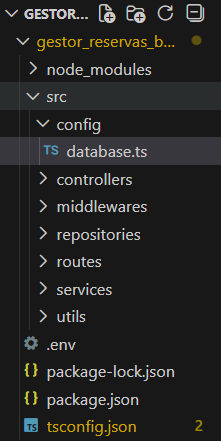 GESTOR...
gestor_reservas_b...
node_modules
src
config
TS database.ts
controllers
middlewares
repositories
routes
services
utils
.env
{} package-lock.json
{} package.json
TS tsconfig.json 2